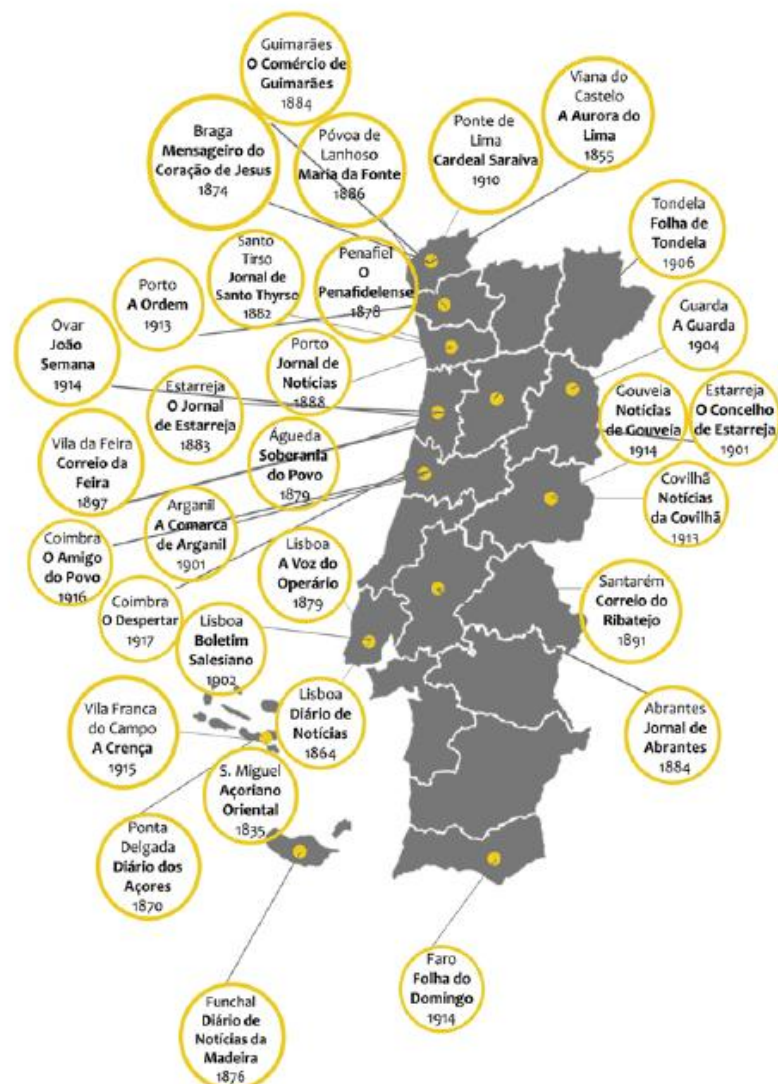 Guimarães
O Comércio de
Guimarães
1884
Viana do
Castelo
A Aurora do
Lima
1855
Braga
Mensageiro do
Coração de Jesus
1874
Póvoa de
Lanhoso
Maria da Fonte
1886
Ponte de
Lima
Cardeal Saraiva
1910
Tondela
Folha de
Tondela
1906
Santo
Tirso
Jornal de
Santo Thyrso
1882
Penafiel
O
Penafidelense
1878
Porto
A Ordem
1913
Guarda
A Guarda
1904
Ovar
João
Semana
1914
Porto
Jornal de
Notícias
1888
Estarreja
O Jornal
de Estarreja
1883
Gouveia
Notícias
de Gouveia
1914
Estarreja
O Concelho
de Estarreja
1901
Vila da Feira
Correio da
Feira
1897
Águeda
Soberania
do Povo
1879
Covilhã
Notícias
da Covilhã
1913
Arganil
A Comarca
de Arganil
1901
Coimbra
O Amigo
do Povo
1916
Lisboa
A Voz do
Operário
1879
Coimbra
O Despertar
1917
Santarém
Correio do
Ribatejo
1891
Lisboa
Boletim
Salesiano
1902
Lisboa
Diário de
Notícias
1864
Vila Franca
do Campo
A Crença
1915
Abrantes
Jornal de
Abrantes
1884
S. Miguel
Açoriano
Oriental
1835
Ponta
Delgada
Diário dos
Açores
1870
Faro
Folha do
Domingo
1914
Funchal
Diário de
Notícias da
Madeira
1876